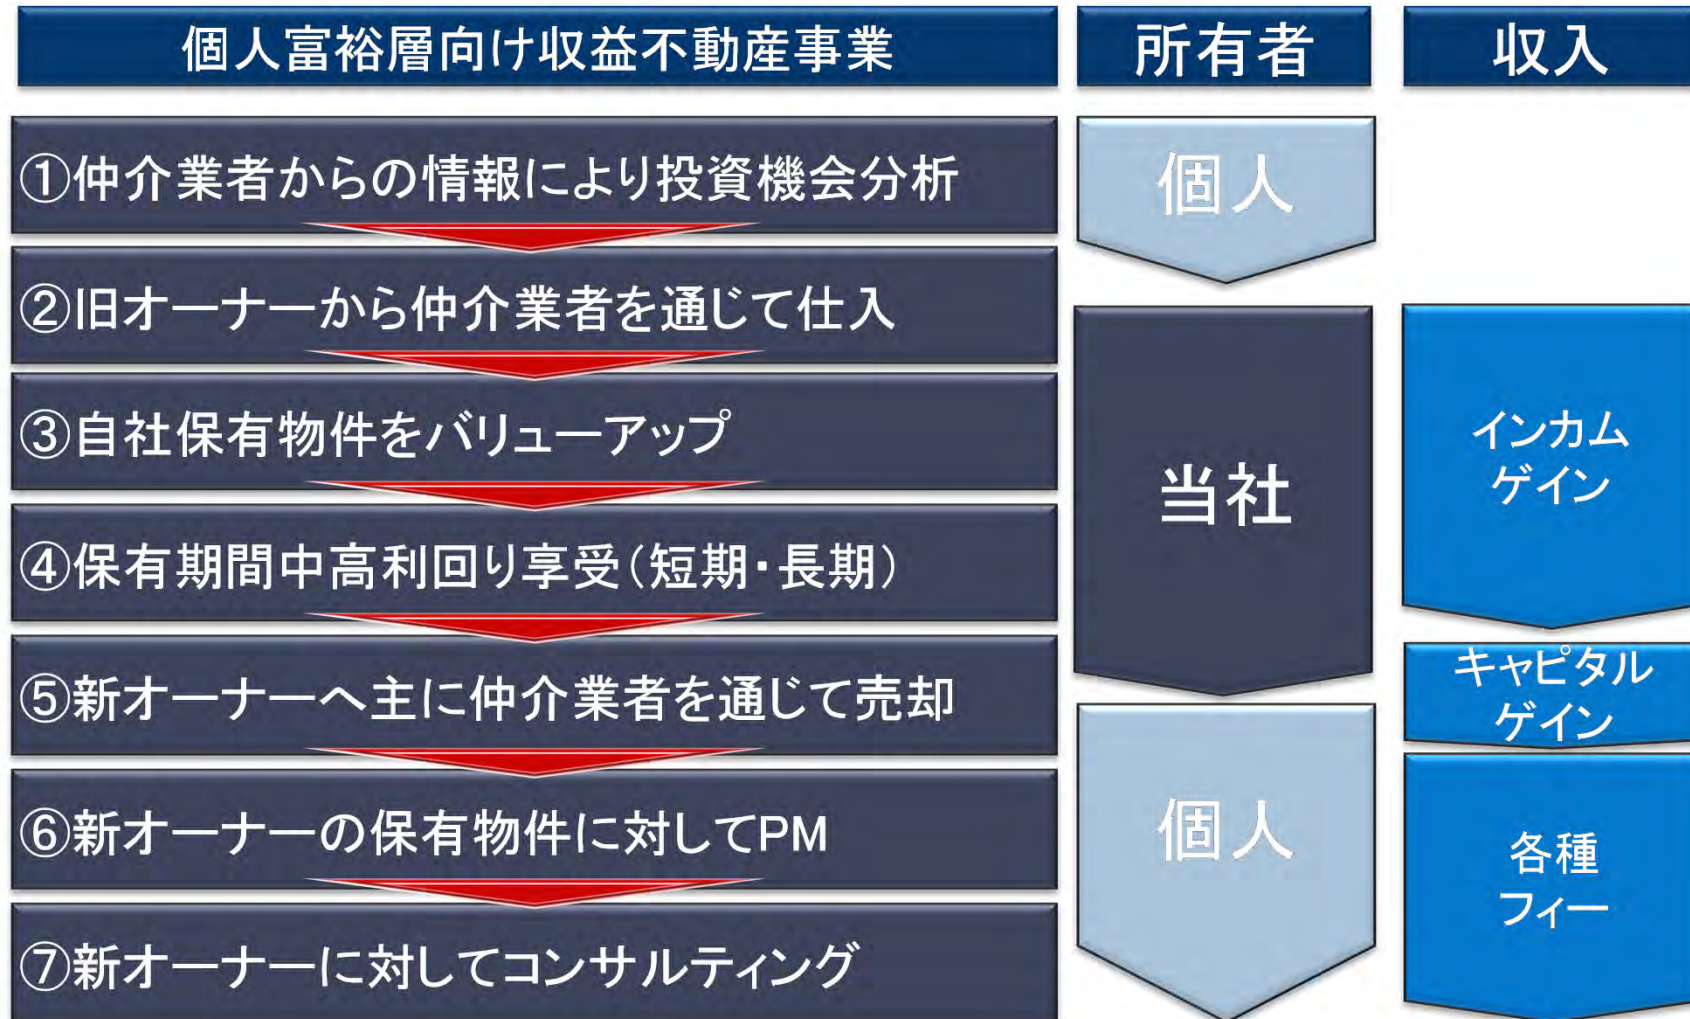 個人富裕層向け収益不動産事業
所有者
収入
①仲介業者からの情報により投資機会分析
②旧オーナーから仲介業者を通じて仕入
③自社保有物件をバリューアップ
④保有期間中高利回り享受(短期・長期)
⑤新オーナーへ主に仲介業者を通じて売却
⑥新オーナーの保有物件に対してPM
⑦新オーナーに対してコンサルティング
個人
当社
個人
インカム
ゲイン
キャピタル
ゲイン
各種
フィー